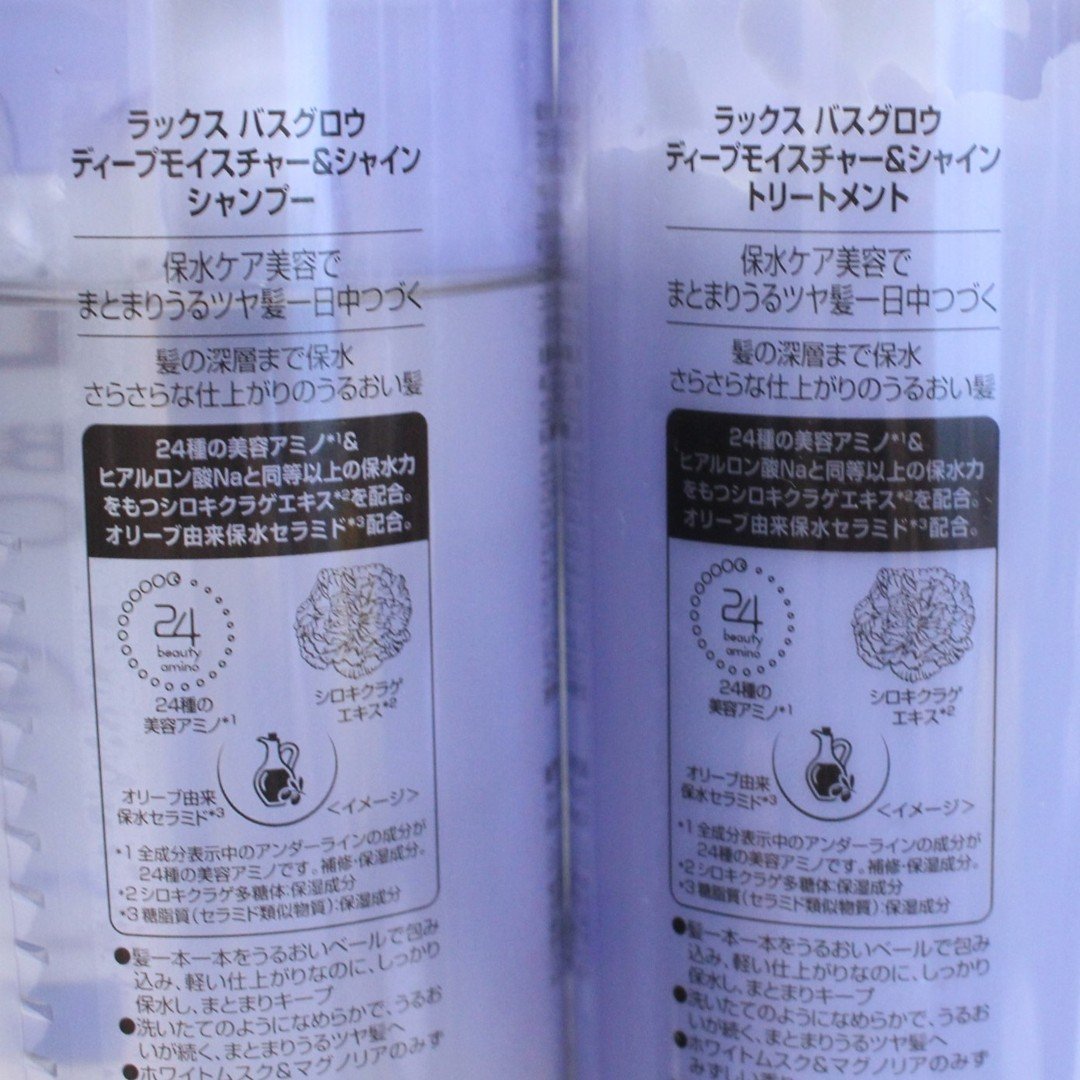 ラックス バスグロウ
ディープモイスチャー&シャイン
シャンプー
保水ケア美容で
まとまりうるツヤ髪一日中つづく
髪の深層まで保水
さらさらな仕上がりのうるおい髪
24種の美容アミノ*1&
ヒアルロン酸Naと同等以上の保水力
をもつシロキクラゲエキス*2を配合。
オリーブ由来保水セラミド*3配合。
24
beauty
amino
24種の
美容アミノ*1
シロキクラゲ
エキス*2
オリーブ由来
保水セラミド*3
<イメージ>
*1 全成分表示中のアンダーラインの成分が
24種の美容アミノです。補修・保湿成分。
*2 シロキクラゲ多糖体:保湿成分
*3 糖脂質(セラミド類似物質):保湿成分
●髪一本一本をうるおいベールで包み
込み、軽い仕上がりなのに、しっかり
保水し、まとまりキープ
●洗いたてのようになめらかで、うるお
いが続く、まとまりうるツヤ髪へ
●ホワイトムスク&マグノリアのみず
ラックス バスグロウ
ディープモイスチャー&シャイン
トリートメント
保水ケア美容で
まとまりうるツヤ髪一日中つづく
髪の深層まで保水
さらさらな仕上がりのうるおい髪
24種の美容アミノ*1&
ヒアルロン酸Naと同等以上の保水力
をもつシロキクラゲエキス*2を配合。
オリーブ由来保水セラミド*3配合。
24
beauty
amino
24種の
美容アミノ*1
シロキクラゲ
エキス*2
オリーブ由来
保水セラミド*3
<イメージ>
*1 全成分表示中のアンダーラインの成分が
24種の美容アミノです。補修・保湿成分。
*2 シロキクラゲ多糖体:保湿成分
*3 糖脂質(セラミド類似物質):保湿成分
●髪一本一本をうるおいベールで包み
込み、軽い仕上がりなのに、しっかり
保水し、まとまりキープ
●洗いたてのようになめらかで、うるお
いが続く、まとまりうるツヤ髪へ
●ホワイトムスク&マグノリアのみず